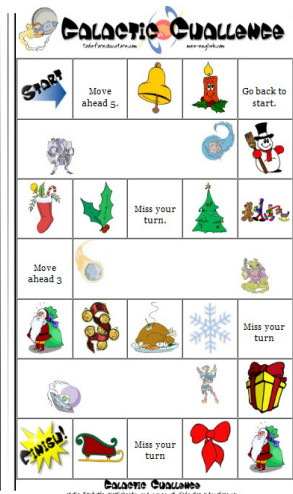 GALACTIC CHALLENGE
START
Move
ahead 5.
Go back to
start.
Miss your
turn.
Move
ahead 3
Miss your
turn
FINISH!
Miss your
turn
GALACTIC CHALLENGE